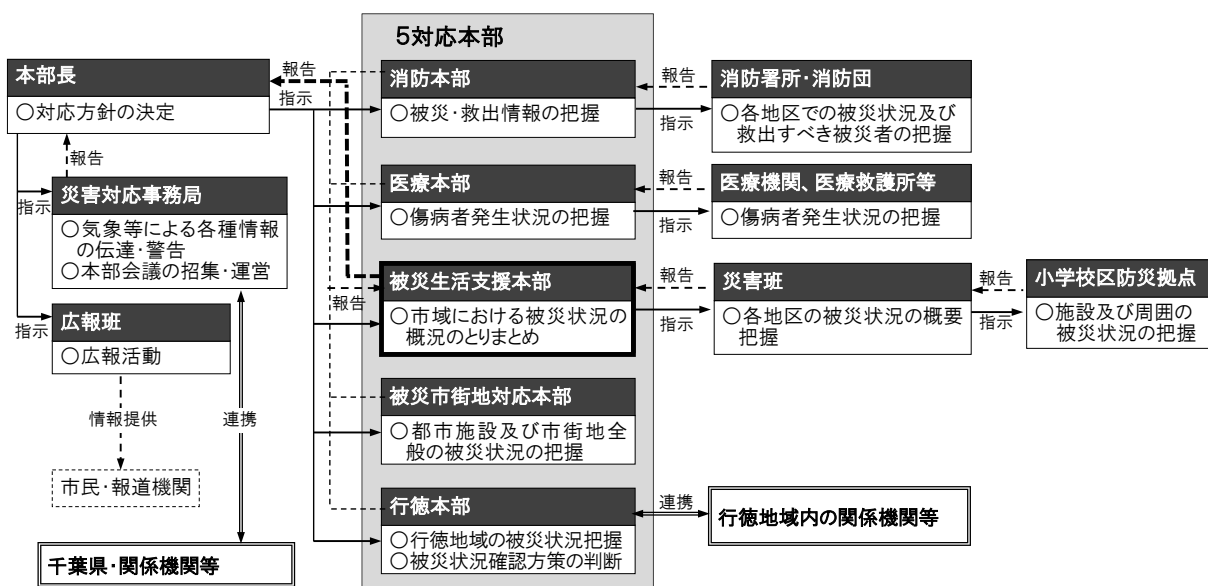 5対応本部
本部長
○対応方針の決定
報告
指示
報告
指示
災害対応事務局
○気象等による各種情報
の伝達・警告
○本部会議の招集・運営
指示
広報班
○広報活動
情報提供
連携
市民・報道機関
千葉県・関係機関等
消防本部
○被災・救出情報の把握
報告
指示
消防署所・消防団
○各地区での被災状況及び
救出すべき被災者の把握
医療本部
○傷病者発生状況の把握
報告
指示
医療機関、医療救護所等
○傷病者発生状況の把握
被災生活支援本部
報告
○市域における被災状況の
概況のとりまとめ
報告
指示
災害班
○各地区の被災状況の概要
把握
報告
指示
小学校区防災拠点
○施設及び周囲の
被災状況の把握
被災市街地対応本部
○都市施設及び市街地全
般の被災状況の把握
行徳本部
○行徳地域の被災状況把握
○被災状況確認方策の判断
連携
行徳地域内の関係機関等